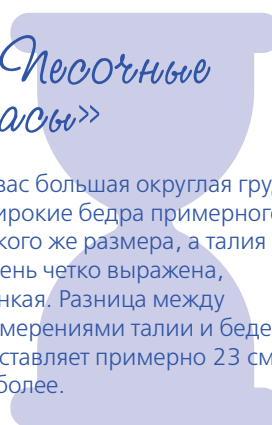 Песочные
асы»
вас большая округлая груд
ирокие бедра примерного
кого же размера, а талия
ень четко выражена,
нкая. Разница между
мерениями талии и беде
ставляет примерно 23 см
более.